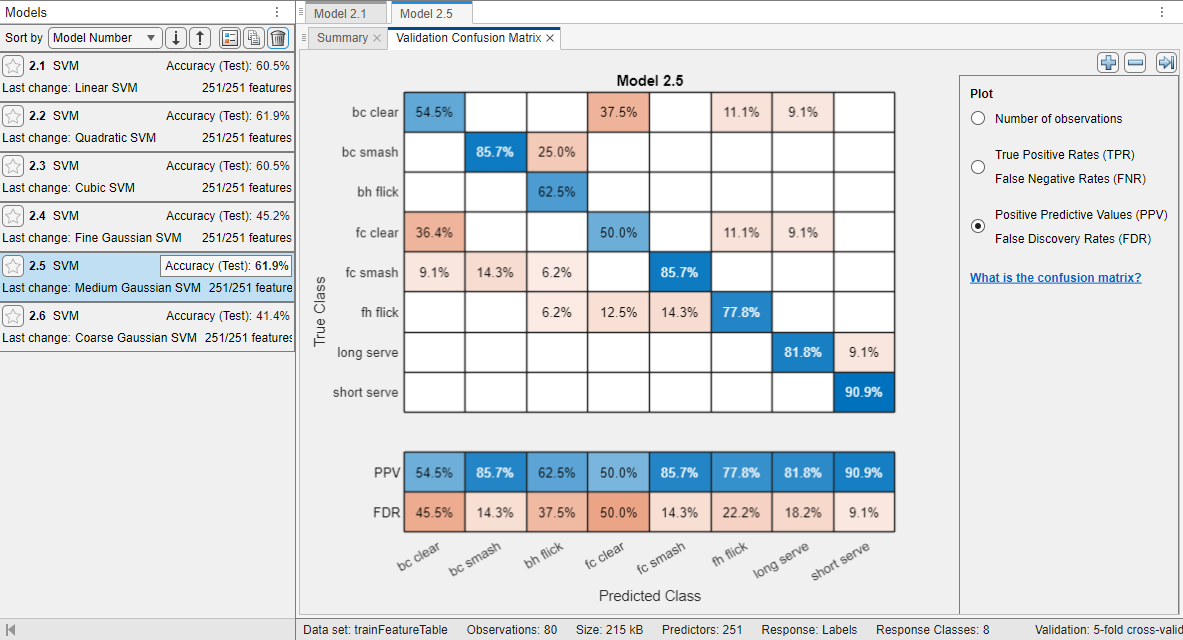 Models
Sort by Model Number
2.1 SVM Accuracy (Test): 60.5%
Last change: Linear SVM 251/251 features
2.2 SVM Accuracy (Test): 61.9%
Last change: Quadratic SVM 251/251 features
2.3 SVM Accuracy (Test): 60.5%
Last change: Cubic SVM 251/251 features
2.4 SVM Accuracy (Test): 45.2%
Last change: Fine Gaussian SVM 251/251 features
2.5 SVM Accuracy (Test): 61.9%
Last change: Medium Gaussian SVM 251/251 feature
2.6 SVM Accuracy (Test): 41.4%
Last change: Coarse Gaussian SVM 251/251 features
Model 2.1 Model 2.5
Summary Validation Confusion Matrix
Model 2.5
True Class
bc clear 54.5% 37.5% 11.1% 9.1%
bc smash 85.7% 25.0%
bh flick 62.5%
fc clear 36.4% 50.0% 11.1% 9.1%
fc smash 9.1% 14.3% 6.2% 85.7%
fh flick 6.2% 12.5% 14.3% 77.8%
long serve 81.8% 9.1%
short serve 90.9%
PPV 54.5% 85.7% 62.5% 50.0% 85.7% 77.8% 81.8% 90.9%
FDR 45.5% 14.3% 37.5% 50.0% 14.3% 22.2% 18.2% 9.1%
bc clear bc smash bh flick fc clear fc smash fh flick long serve short serve
Predicted Class
Plot
Number of observations
True Positive Rates (TPR)
False Negative Rates (FNR)
Positive Predictive Values (PPV)
False Discovery Rates (FDR)
What is the confusion matrix?
Data set: trainFeatureTable Observations: 80 Size: 215 kB Predictors: 251 Response: Labels Response Classes: 8 Validation: 5-fold cross-valid